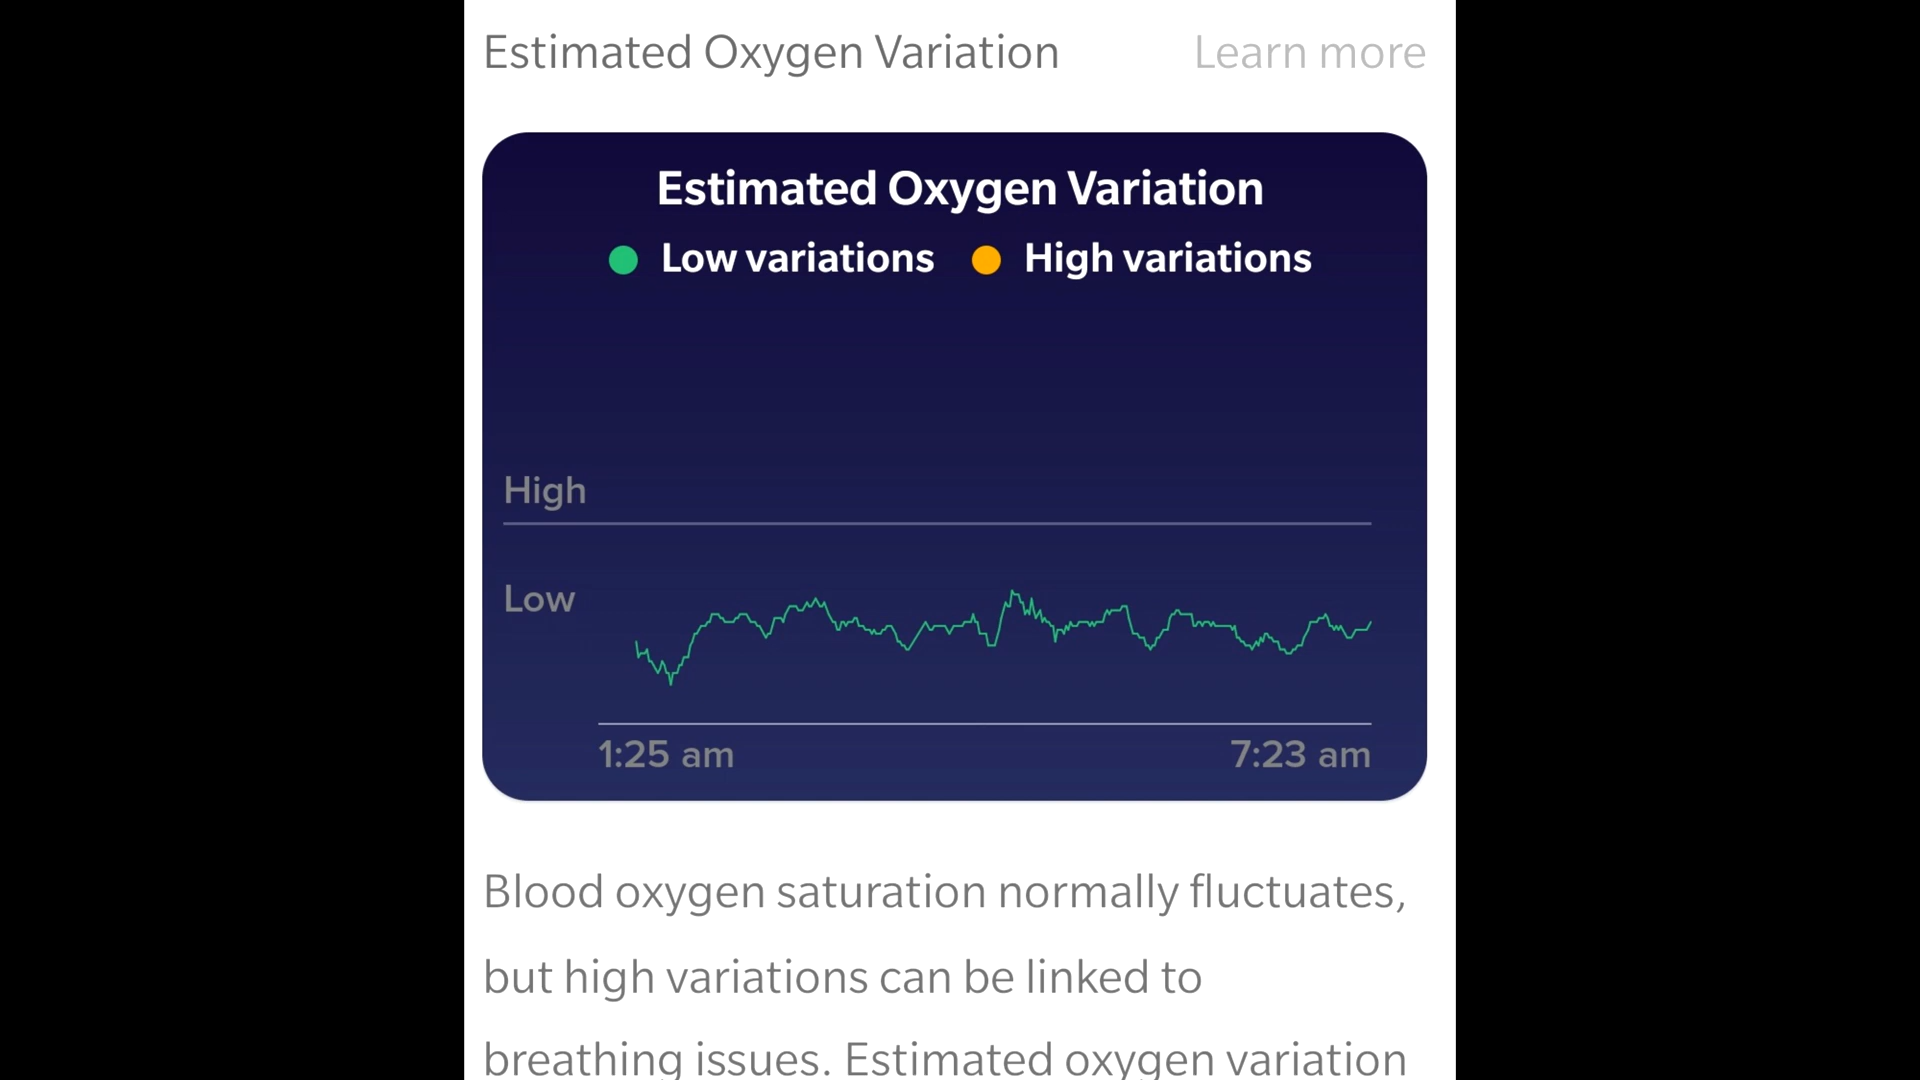 Estimated Oxygen Variation Learn more
Estimated Oxygen Variation
Low variations High variations
High
Low
1:25 am 7:23 am
Blood oxygen saturation normally fluctuates,
but high variations can be linked to
breathing issues. Estimated oxygen variation